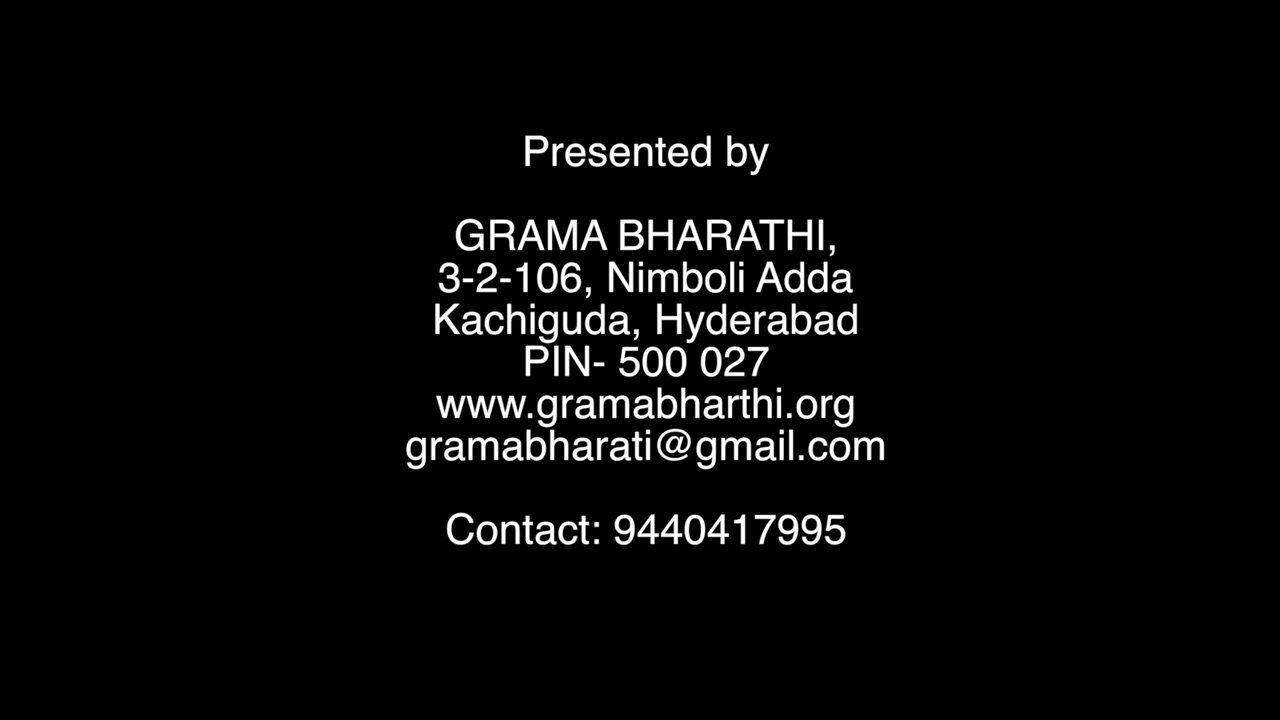 Presented by
GRAMA BHARATHI,
3-2-106, Nimboli Adda
Kachiguda, Hyderabad
PIN- 500 027
www.gramabharthi.org
gramabharati@gmail.com
Contact: 9440417995